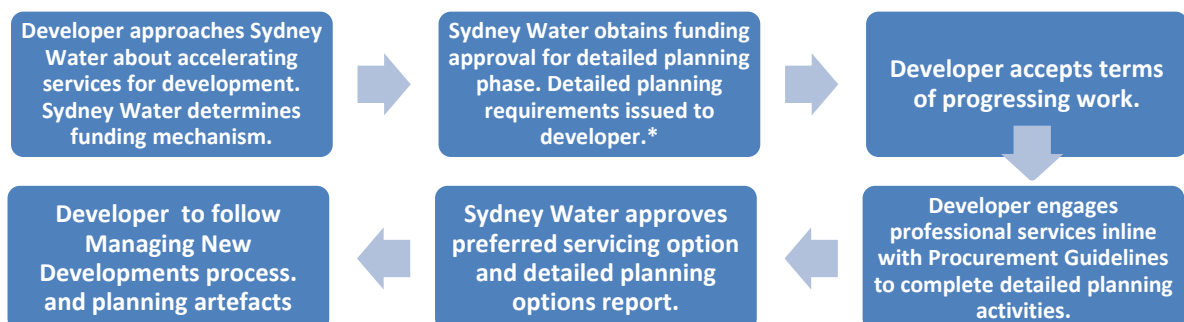 Developer approaches Sydney
Water about accelerating
services for development.
Sydney Water determines
funding mechanism.
Sydney Water obtains funding
approval for detailed planning
phase. Detailed planning
requirements issued to
developer.*
Developer accepts terms
of progressing work.
Developer engages
professional services inline
with Procurement Guidelines
to complete detailed planning
activities.
Sydney Water approves
preferred servicing option
and detailed planning
options report.
Developer to follow
Managing New
Developments process.
and planning artefacts